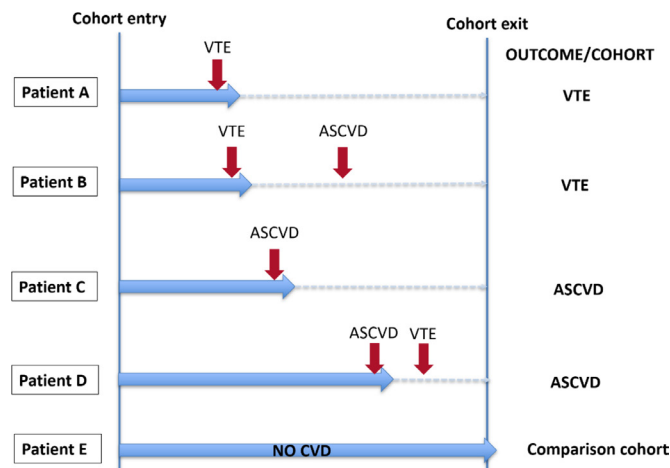 Cohort entry
Cohort exit
OUTCOME/COHORT
VTE
Patient A
VTE
VTE
ASCVD
Patient B
VTE
ASCVD
Patient C
ASCVD
ASCVD
VTE
Patient D
ASCVD
Patient E
NO CVD
Comparison cohort